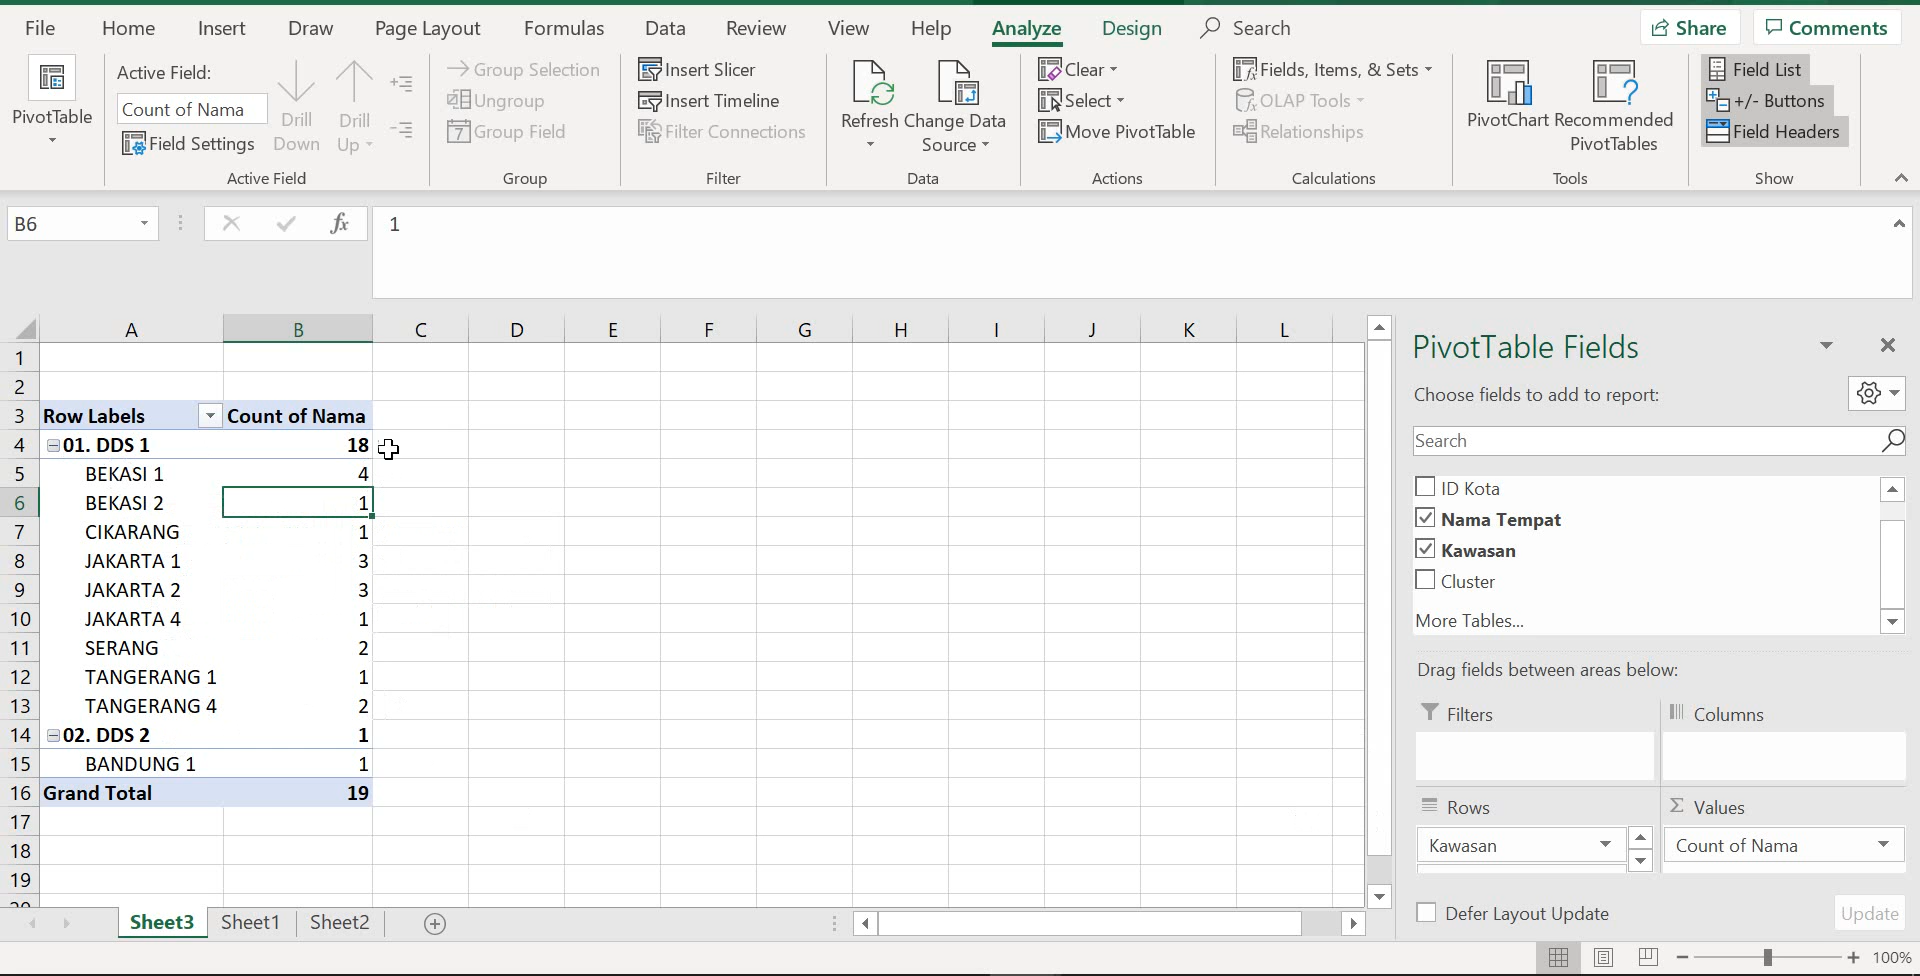 File Home Insert Draw Page Layout Formulas Data Review View Help Analyze Design Search Share Comments
PivotTable
Active Field:
Count of Nama
Field Settings
Drill Down
Drill Up
Active Field
Group Selection
Ungroup
Group Field
Group
Insert Slicer
Insert Timeline
Filter Connections
Filter
Refresh
Change Data Source
Data
Clear
Select
Move PivotTable
Actions
Fields, Items, & Sets
OLAP Tools
Relationships
Calculations
PivotChart
Recommended PivotTables
Tools
Field List
+/- Buttons
Field Headers
Show
B6 fx 1
A B C D E F G H I J K L
1
2
3 Row Labels Count of Nama
4 01. DDS 1 18
5 BEKASI 1 4
6 BEKASI 2 1
7 CIKARANG 1
8 JAKARTA 1 3
9 JAKARTA 2 3
10 JAKARTA 4 1
11 SERANG 2
12 TANGERANG 1 1
13 TANGERANG 4 2
14 02. DDS 2 1
15 BANDUNG 1 1
16 Grand Total 19
17
18
19
PivotTable Fields
Choose fields to add to report:
Search
ID Kota
Nama Tempat
Kawasan
Cluster
More Tables...
Drag fields between areas below:
Filters
Columns
Rows
Σ Values
Kawasan
Count of Nama
Defer Layout Update
Update
Sheet3 Sheet1 Sheet2
100%